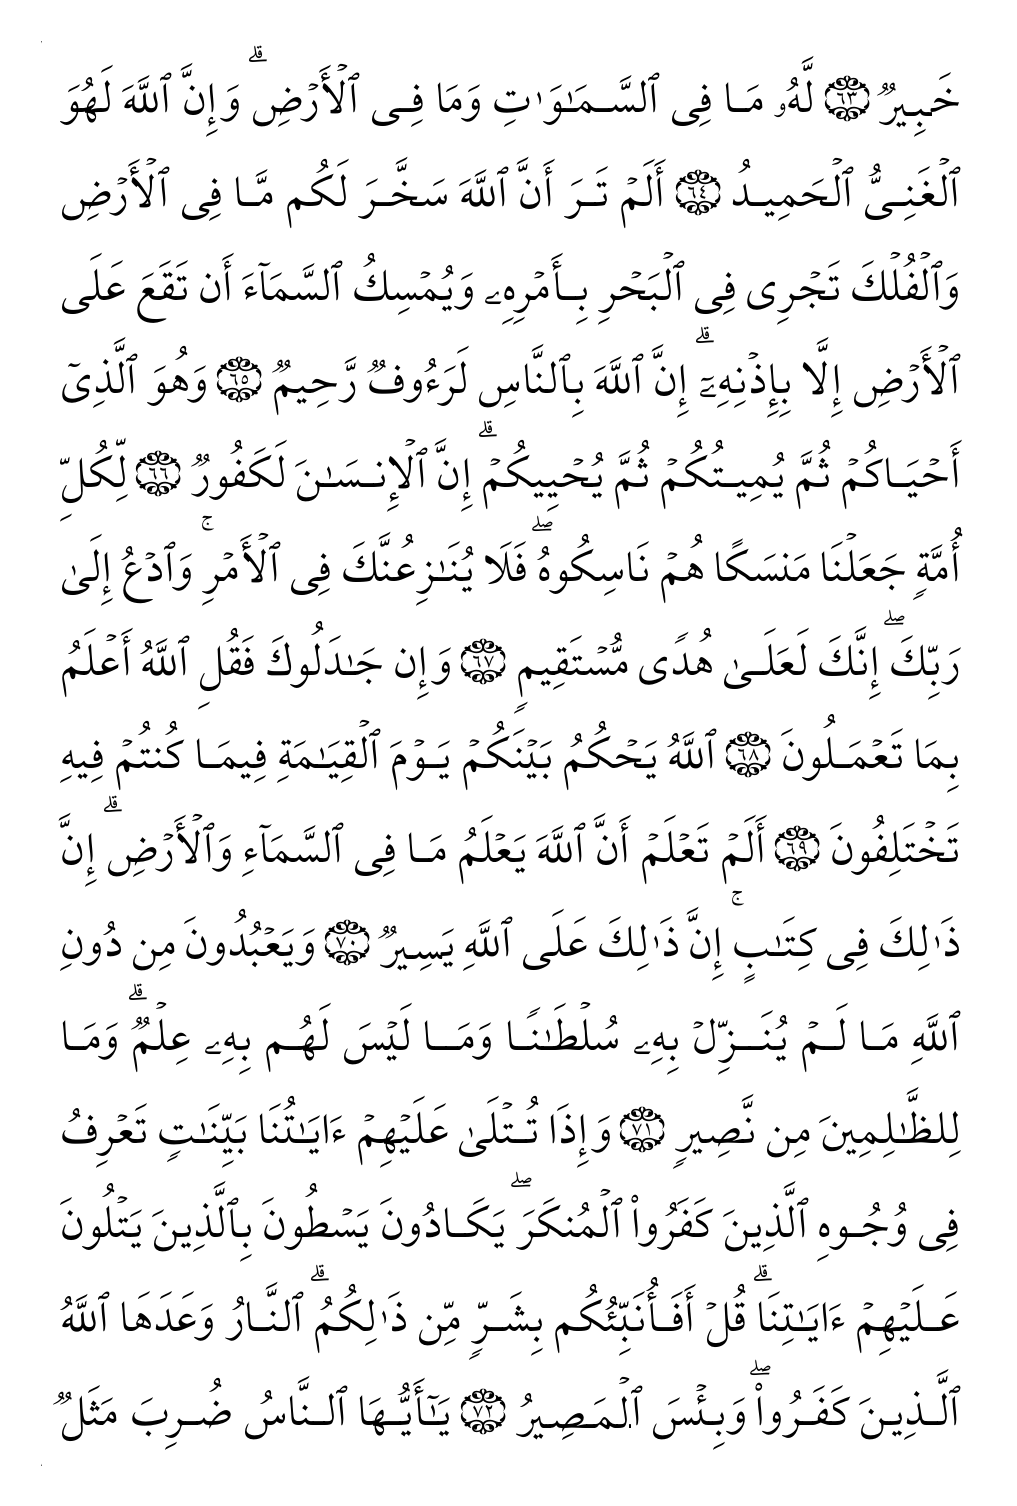 خَبِيرٌ ٦٣ لَّهُۥ مَا فِى ٱلسَّمَـٰوَٰتِ وَمَا فِى ٱلْأَرْضِ ۗ وَإِنَّ ٱللَّهَ لَهُوَ
ٱلْغَنِىُّ ٱلْحَمِيدُ ٦٤ أَلَمْ تَرَ أَنَّ ٱللَّهَ سَخَّرَ لَكُم مَّا فِى ٱلْأَرْضِ
وَٱلْفُلْكَ تَجْرِى فِى ٱلْبَحْرِ بِأَمْرِهِۦ وَيُمْسِكُ ٱلسَّمَآءَ أَن تَقَعَ عَلَى
ٱلْأَرْضِ إِلَّا بِإِذْنِهِۦٓ ۗ إِنَّ ٱللَّهَ بِٱلنَّاسِ لَرَءُوفٌ رَّحِيمٌ ٦٥ وَهُوَ ٱلَّذِىٓ
أَحْيَاكُمْ ثُمَّ يُمِيتُكُمْ ثُمَّ يُحْيِيكُمْ ۗ إِنَّ ٱلْإِنسَـٰنَ لَكَفُورٌ ٦٦ لِّكُلِّ
أُمَّةٍ جَعَلْنَا مَنسَكًا هُمْ نَاسِكُوهُ ۖ فَلَا يُنَـٰزِعُنَّكَ فِى ٱلْأَمْرِ ۚ وَٱدْعُ إِلَىٰ
رَبِّكَ ۖ إِنَّكَ لَعَلَىٰ هُدًى مُّسْتَقِيمٍ ٦٧ وَإِن جَـٰدَلُوكَ فَقُلِ ٱللَّهُ أَعْلَمُ
بِمَا تَعْمَلُونَ ٦٨ ٱللَّهُ يَحْكُمُ بَيْنَكُمْ يَوْمَ ٱلْقِيَـٰمَةِ فِيمَا كُنتُمْ فِيهِ
تَخْتَلِفُونَ ٦٩ أَلَمْ تَعْلَمْ أَنَّ ٱللَّهَ يَعْلَمُ مَا فِى ٱلسَّمَآءِ وَٱلْأَرْضِ ۗ إِنَّ
ذَٰلِكَ فِى كِتَـٰبٍ ۚ إِنَّ ذَٰلِكَ عَلَى ٱللَّهِ يَسِيرٌ ٧٠ وَيَعْبُدُونَ مِن دُونِ
ٱللَّهِ مَا لَمْ يُنَزِّلْ بِهِۦ سُلْطَـٰنًا وَمَا لَيْسَ لَهُم بِهِۦ عِلْمٌ ۗ وَمَا
لِلظَّـٰلِمِينَ مِن نَّصِيرٍ ٧١ وَإِذَا تُتْلَىٰ عَلَيْهِمْ ءَايَـٰتُنَا بَيِّنَـٰتٍ تَعْرِفُ
فِى وُجُوهِ ٱلَّذِينَ كَفَرُوا۟ ٱلْمُنكَرَ ۖ يَكَادُونَ يَسْطُونَ بِٱلَّذِينَ يَتْلُونَ
عَلَيْهِمْ ءَايَـٰتِنَا ۗ قُلْ أَفَأُنَبِّئُكُم بِشَرٍّ مِّن ذَٰلِكُمُ ۗ ٱلنَّارُ وَعَدَهَا ٱللَّهُ
ٱلَّذِينَ كَفَرُوا۟ ۖ وَبِئْسَ ٱلْمَصِيرُ ٧٢ يَـٰٓأَيُّهَا ٱلنَّاسُ ضُرِبَ مَثَلٌ